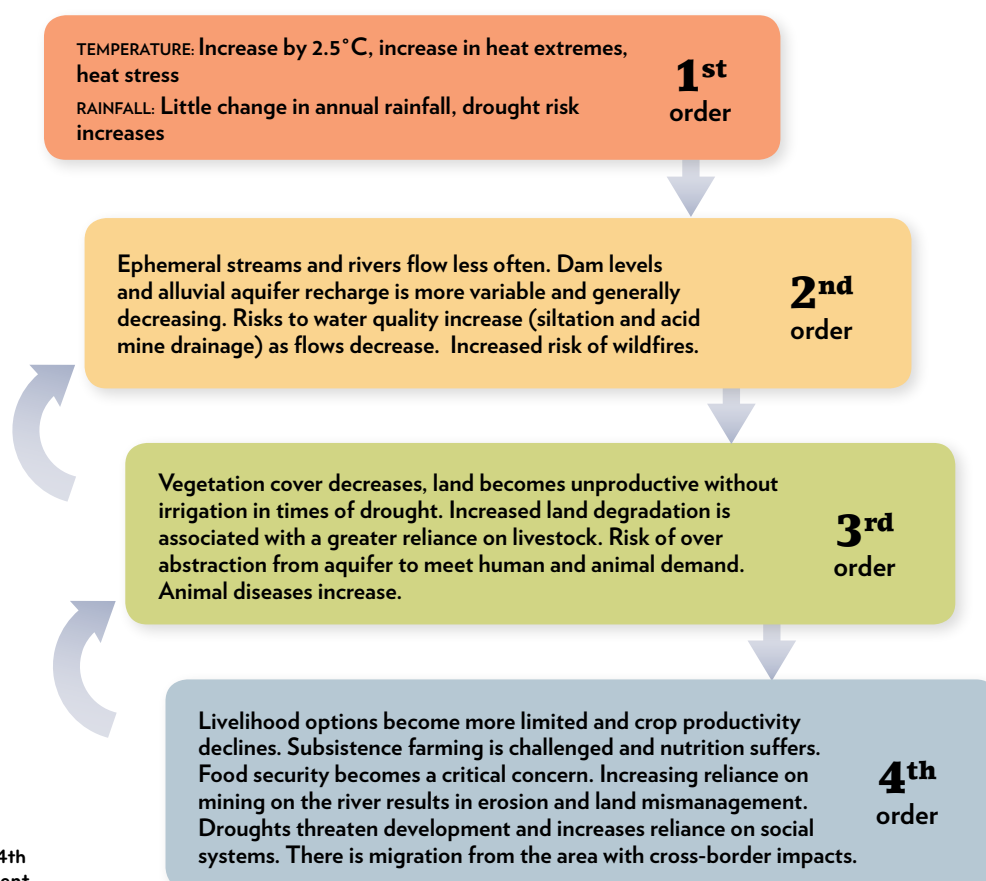 TEMPERATURE: Increase by 2.5°C, increase in heat extremes,
heat stress
RAINFALL: Little change in annual rainfall, drought risk
increases
1st
order
Ephemeral streams and rivers flow less often. Dam levels
and alluvial aquifer recharge is more variable and generally
decreasing. Risks to water quality increase (siltation and acid
mine drainage) as flows decrease. Increased risk of wildfires.
2nd
order
Vegetation cover decreases, land becomes unproductive without
irrigation in times of drought. Increased land degradation is
associated with a greater reliance on livestock. Risk of over
abstraction from aquifer to meet human and animal demand.
Animal diseases increase.
3rd
order
Livelihood options become more limited and crop productivity
declines. Subsistence farming is challenged and nutrition suffers.
Food security becomes a critical concern. Increasing reliance on
mining on the river results in erosion and land mismanagement.
Droughts threaten development and increases reliance on social
systems. There is migration from the area with cross-border impacts.
4th
order
4th